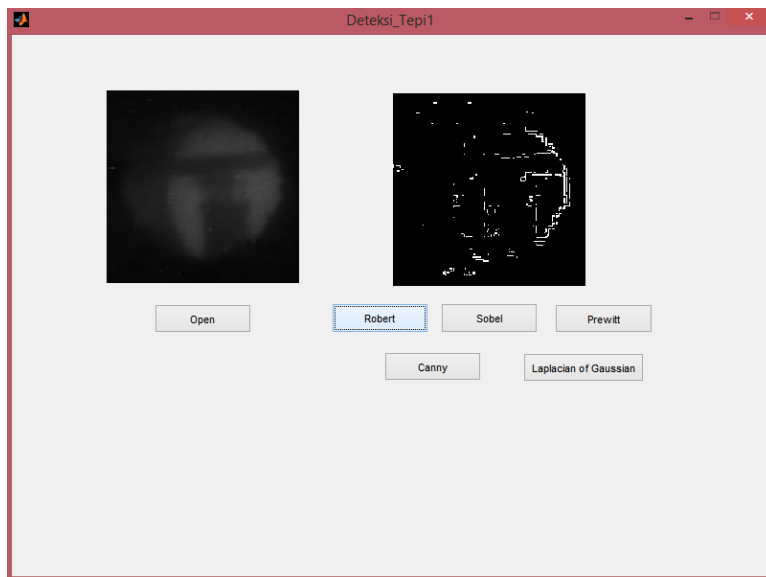 Deteksi_Tepi1
Open
Robert
Sobel
Prewitt
Canny
Laplacian of Gaussian